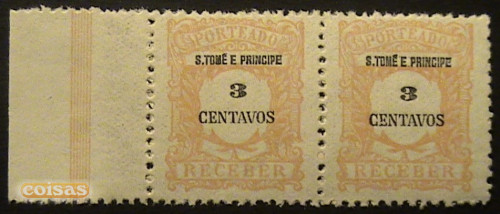 PORTEADO
S. TOMÉ E PRINCIPE
3
CENTAVOS
RECEBER
PORTEADO
S. TOMÉ E PRINCIPE
3
CENTAVOS
RECEBER
coisas